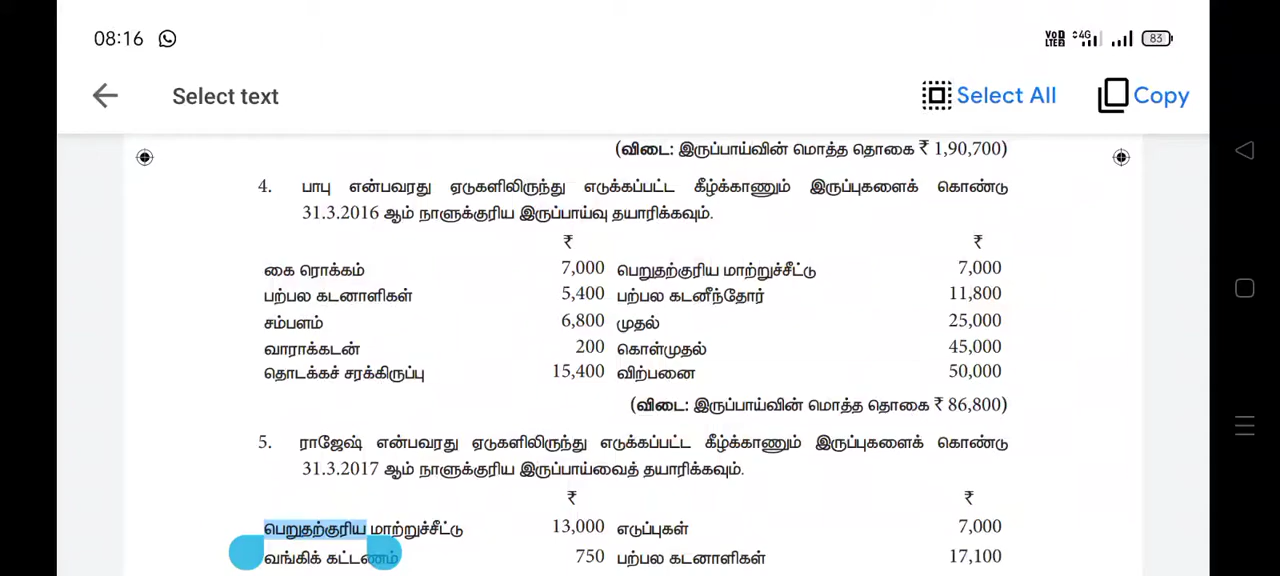 08:16
VoD LTE2 4G 83
Select text
Select All
Copy
(விடை: இருப்பாய்வின் மொத்த தொகை ₹ 1,90,700)
4. பாபு என்பவரது ஏடுகளிலிருந்து எடுக்கப்பட்ட கீழ்க்காணும் இருப்புகளைக் கொண்டு
31.3.2016 ஆம் நாளுக்குரிய இருப்பாய்வு தயாரிக்கவும்.
₹ ₹
கை ரொக்கம் 7,000 பெறுதற்குரிய மாற்றுச்சீட்டு 7,000
பற்பல கடனாளிகள் 5,400 பற்பல கடனீந்தோர் 11,800
சம்பளம் 6,800 முதல் 25,000
வாராக்கடன் 200 கொள்முதல் 45,000
தொடக்கச் சரக்கிருப்பு 15,400 விற்பனை 50,000
(விடை: இருப்பாய்வின் மொத்த தொகை ₹ 86,800)
5. ராஜேஷ் என்பவரது ஏடுகளிலிருந்து எடுக்கப்பட்ட கீழ்க்காணும் இருப்புகளைக் கொண்டு
31.3.2017 ஆம் நாளுக்குரிய இருப்பாய்வைத் தயாரிக்கவும்.
₹ ₹
பெறுதற்குரிய மாற்றுச்சீட்டு 13,000 எடுப்புகள் 7,000
வங்கிக் கட்டணம் 750 பற்பல கடனாளிகள் 17,100